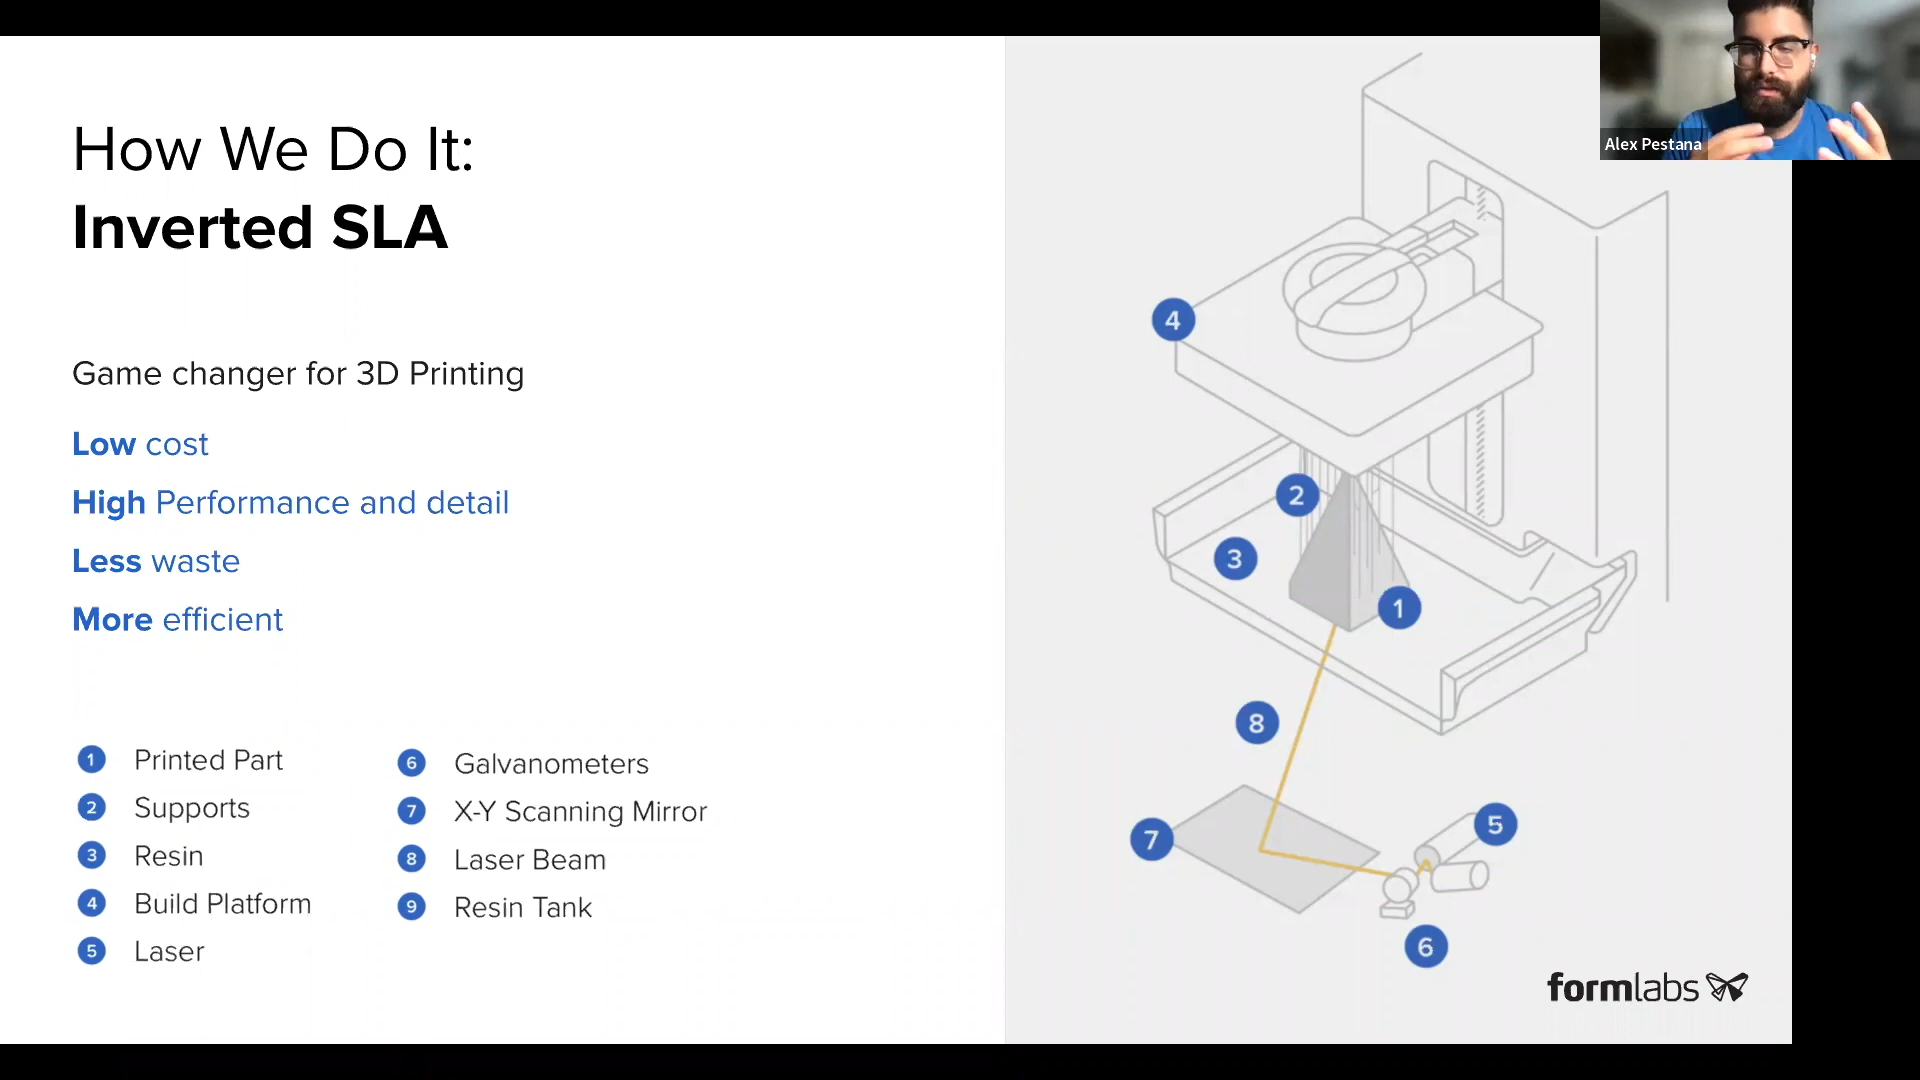 How We Do It:
Inverted SLA
Game changer for 3D Printing
Low cost
High Performance and detail
Less waste
More efficient
1 Printed Part
2 Supports
3 Resin
4 Build Platform
5 Laser
6 Galvanometers
7 X-Y Scanning Mirror
8 Laser Beam
9 Resin Tank
4
2
3
1
8
7
5
6
formlabs
Alex Pestana